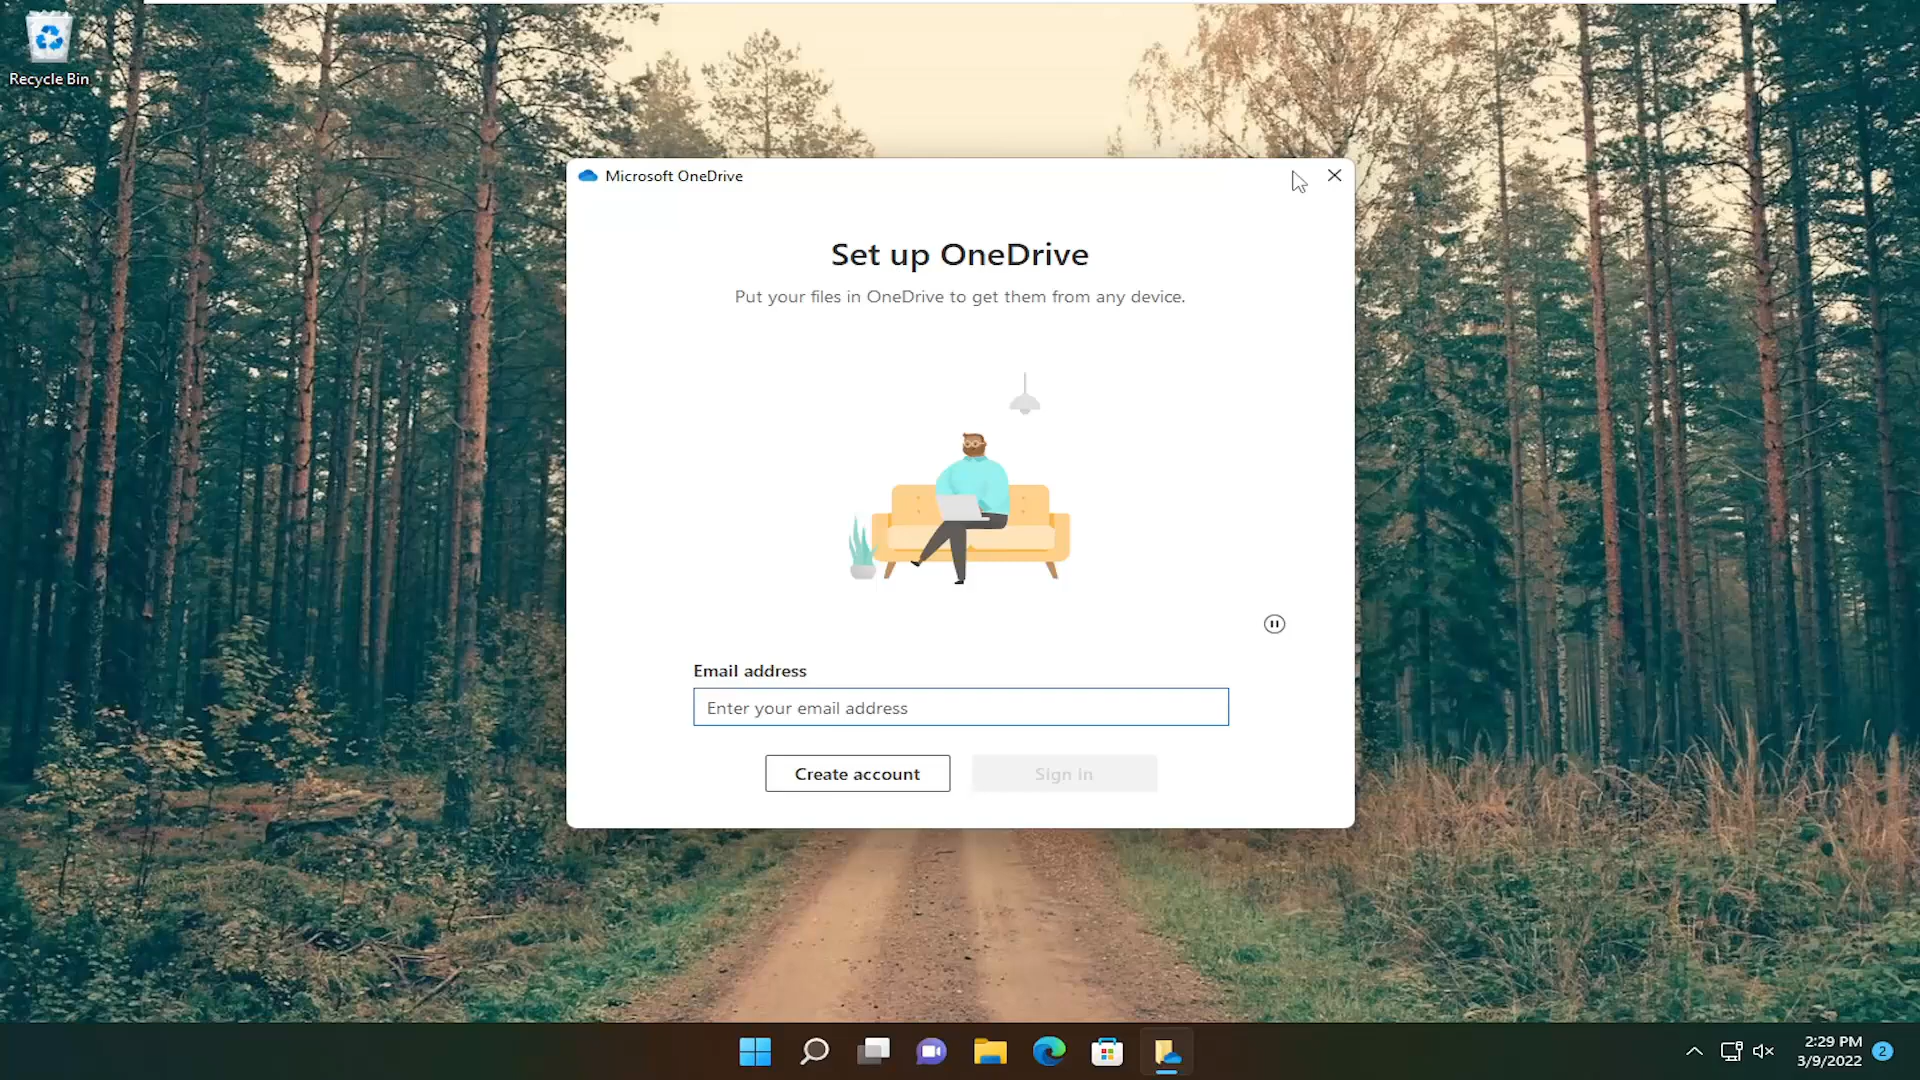 Recycle Bin
Microsoft OneDrive
Set up OneDrive
Put your files in OneDrive to get them from any device.
Email address
Enter your email address
Create account
Sign in
2:29 PM
3/9/2022
2